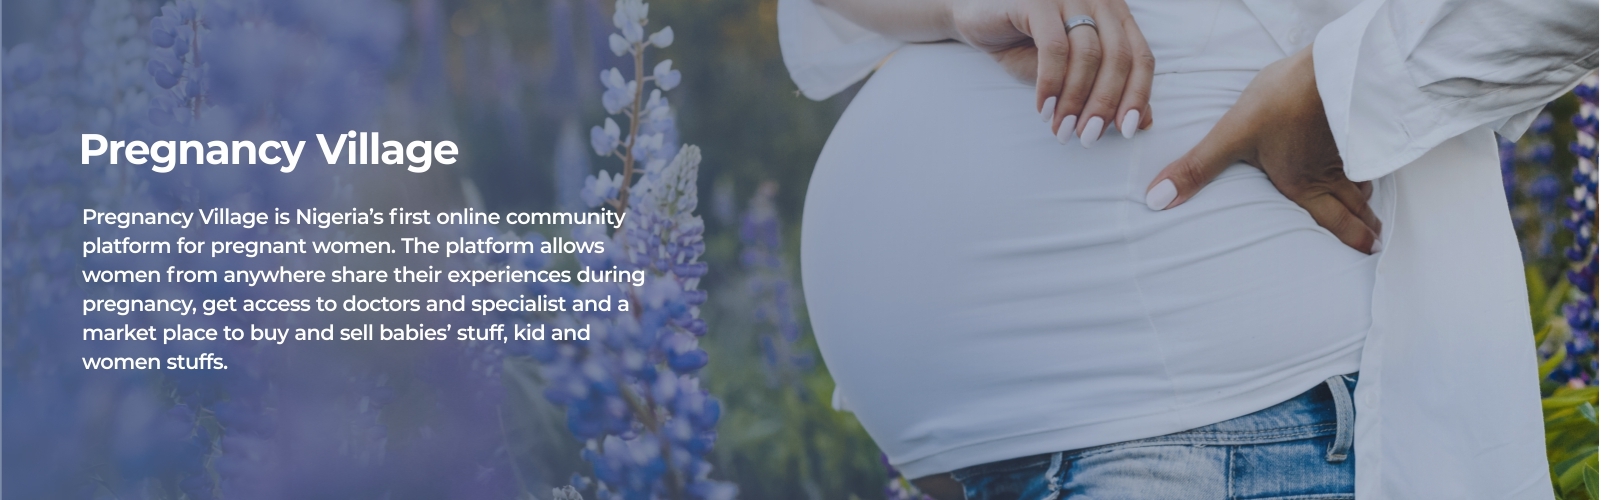 Pregnancy Village
Pregnancy Village is Nigeria’s first online community
platform for pregnant women. The platform allows
women from anywhere share their experiences during
pregnancy, get access to doctors and specialist and a
market place to buy and sell babies’ stuff, kid and
women stuffs.